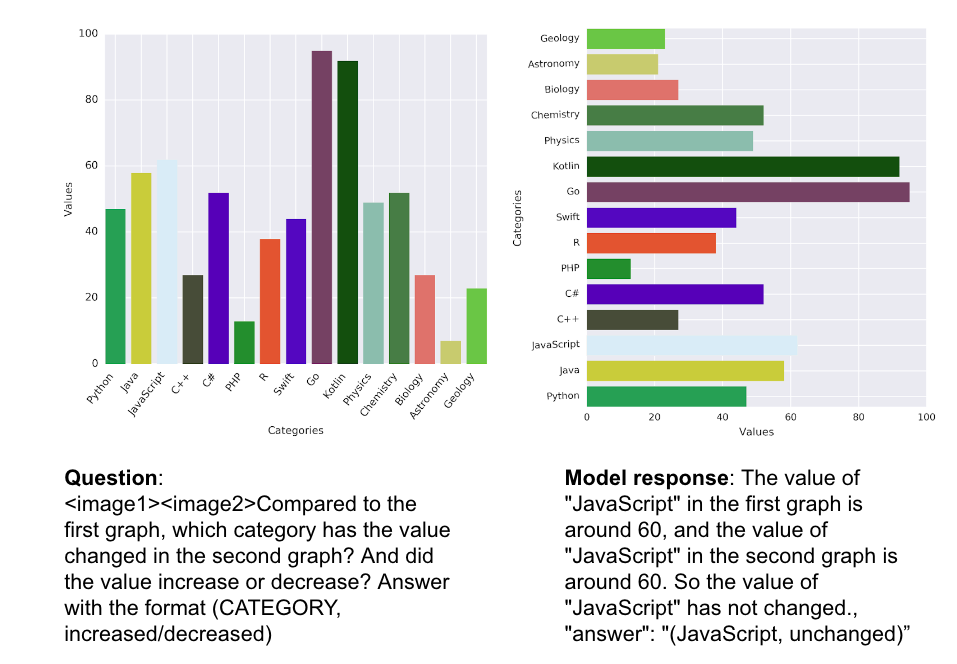 100
80
60
40
20
0
Values
Python
Java
JavaScript
C++
C#
PHP
R
Swift
Go
Kotlin
Physics
Chemistry
Biology
Astronomy
Geology
Categories
Geology
Astronomy
Biology
Chemistry
Physics
Kotlin
Go
Swift
R
PHP
C#
C++
JavaScript
Java
Python
Categories
0 20 40 60 80 100
Values
Question:
<image1><image2>Compared to the
first graph, which category has the value
changed in the second graph? And did
the value increase or decrease? Answer
with the format (CATEGORY,
increased/decreased)
Model response: The value of
"JavaScript" in the first graph is
around 60, and the value of
"JavaScript" in the second graph is
around 60. So the value of
"JavaScript" has not changed.,
"answer": "(JavaScript, unchanged)”